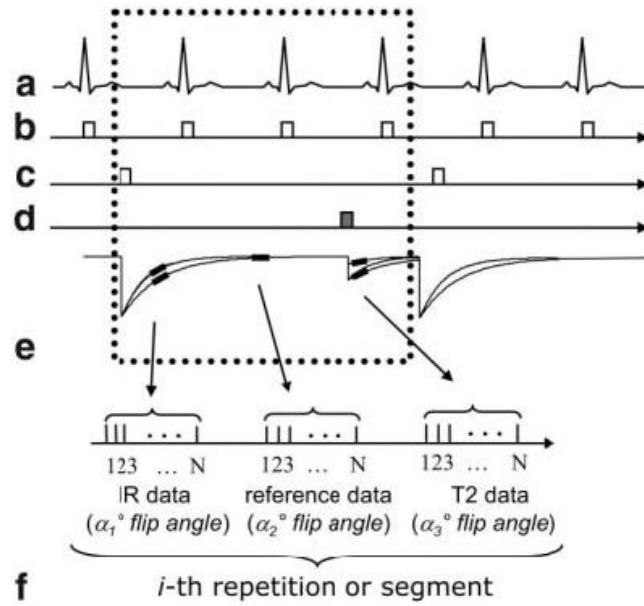 a
b
c
d
e
123 ... N 123 ... N 123 ... N
IR data reference data T2 data
(α₁° flip angle) (α₂° flip angle) (α₃° flip angle)
f i-th repetition or segment